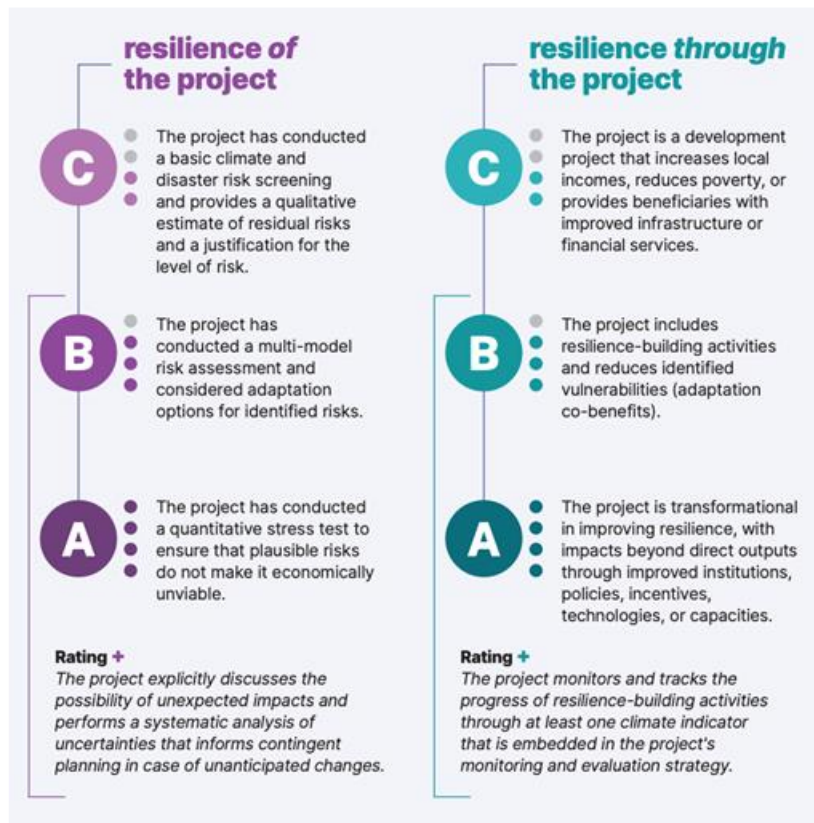 resilience of
the project
C
The project has conducted
a basic climate and
disaster risk screening
and provides a qualitative
estimate of residual risks
and a justification for the
level of risk.
B
The project has
conducted a multi-model
risk assessment and
considered adaptation
options for identified risks.
A
The project has conducted
a quantitative stress test to
ensure that plausible risks
do not make it economically
unviable.
Rating +
The project explicitly discusses the
possibility of unexpected impacts and
performs a systematic analysis of
uncertainties that informs contingent
planning in case of unanticipated changes.
resilience through
the project
C
The project is a development
project that increases local
incomes, reduces poverty, or
provides beneficiaries with
improved infrastructure or
financial services.
B
The project includes
resilience-building activities
and reduces identified
vulnerabilities (adaptation
co-benefits).
A
The project is transformational
in improving resilience, with
impacts beyond direct outputs
through improved institutions,
policies, incentives,
technologies, or capacities.
Rating +
The project monitors and tracks the
progress of resilience-building activities
through at least one climate indicator
that is embedded in the project's
monitoring and evaluation strategy.